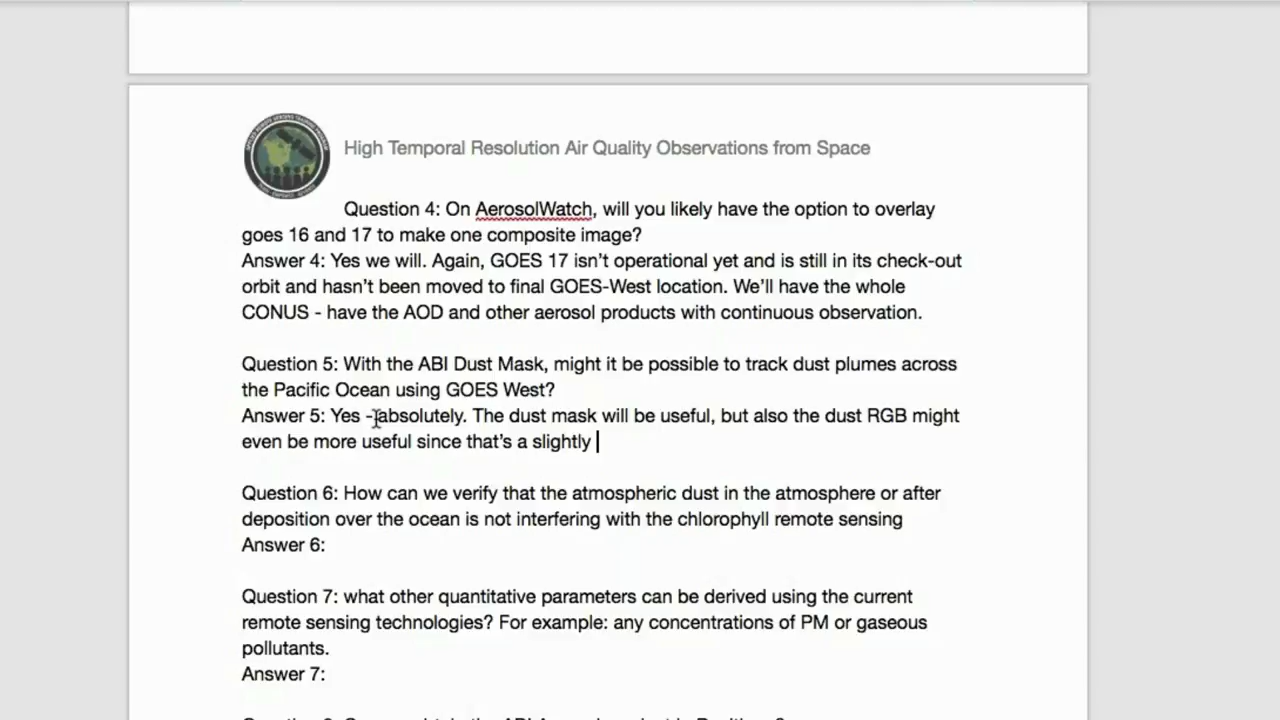 High Temporal Resolution Air Quality Observations from Space
Question 4: On AerosolWatch, will you likely have the option to overlay
goes 16 and 17 to make one composite image?
Answer 4: Yes we will. Again, GOES 17 isn't operational yet and is still in its check-out
orbit and hasn't been moved to final GOES-West location. We'll have the whole
CONUS - have the AOD and other aerosol products with continuous observation.
Question 5: With the ABI Dust Mask, might it be possible to track dust plumes across
the Pacific Ocean using GOES West?
Answer 5: Yes - absolutely. The dust mask will be useful, but also the dust RGB might
even be more useful since that's a slightly
Question 6: How can we verify that the atmospheric dust in the atmosphere or after
deposition over the ocean is not interfering with the chlorophyll remote sensing
Answer 6:
Question 7: what other quantitative parameters can be derived using the current
remote sensing technologies? For example: any concentrations of PM or gaseous
pollutants.
Answer 7: